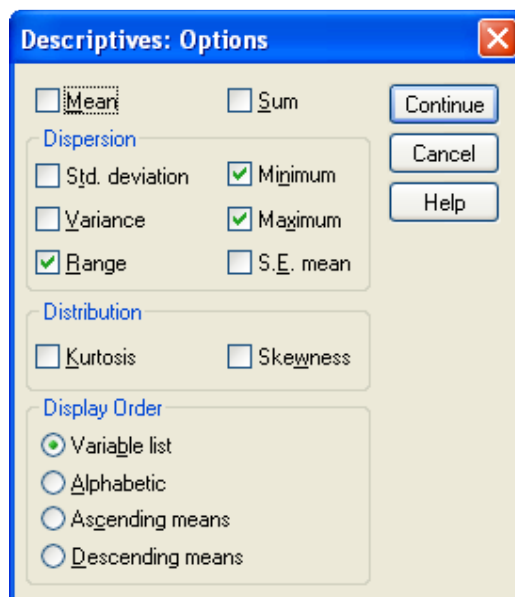 Descriptives: Options
Mean Sum Continue
Dispersion Cancel
Std. deviation Minimum
Variance Maximum Help
Range S.E. mean
Distribution
Kurtosis Skewness
Display Order
Variable list
Alphabetic
Ascending means
Descending means